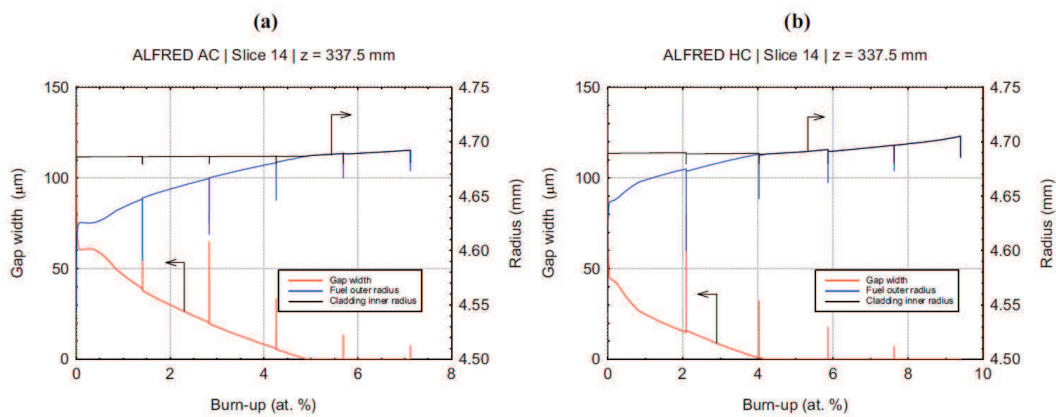 (a)
ALFRED AC | Slice 14 | z = 337.5 mm
150
100
50
0
Gap width (μm)
4.75
4.70
4.65
4.60
4.55
4.50
Radius (mm)
Gap width
Fuel outer radius
Cladding inner radius
0 2 4 6 8
Burn-up (at. %)
(b)
ALFRED HC | Slice 14 | z = 337.5 mm
150
100
50
0
Gap width (μm)
4.75
4.70
4.65
4.60
4.55
4.50
Radius (mm)
Gap width
Fuel outer radius
Cladding inner radius
0 2 4 6 8 10
Burn-up (at. %)